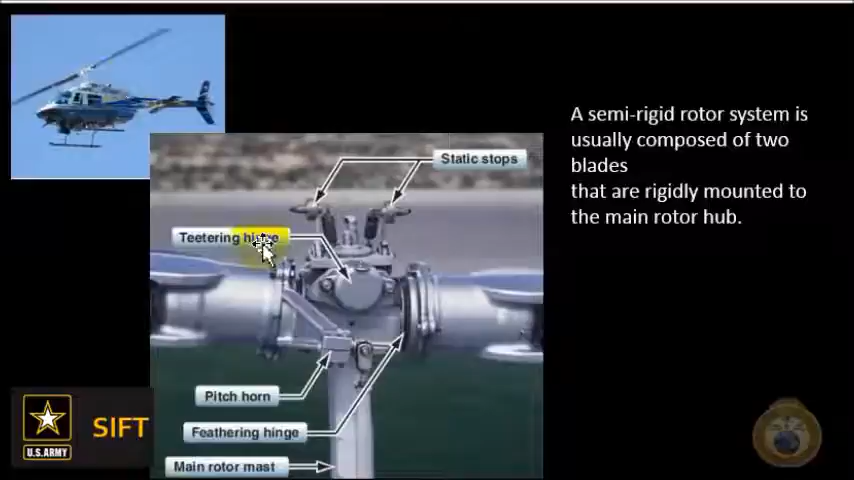 A semi-rigid rotor system is
usually composed of two
blades
that are rigidly mounted to
the main rotor hub.
Static stops
Teetering hinge
Pitch horn
Feathering hinge
Main rotor mast
U.S.ARMY
SIFT